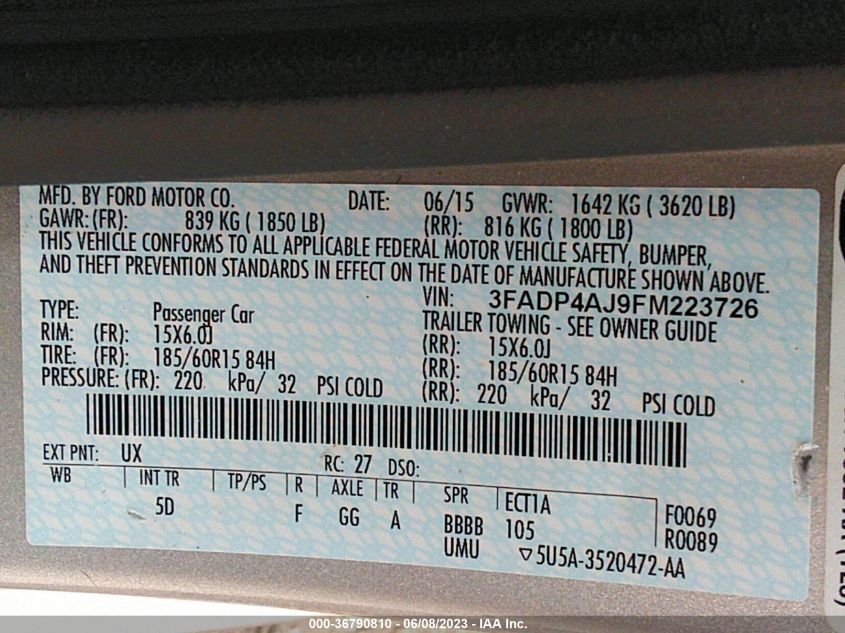 MFD. BY FORD MOTOR CO. DATE: 06/15 GVWR: 1642 KG ( 3620 LB)
GAWR: (FR): 839 KG ( 1850 LB) (RR): 816 KG ( 1800 LB)
THIS VEHICLE CONFORMS TO ALL APPLICABLE FEDERAL MOTOR VEHICLE SAFETY, BUMPER,
AND THEFT PREVENTION STANDARDS IN EFFECT ON THE DATE OF MANUFACTURE SHOWN ABOVE.
VIN: 3FADP4AJ9FM223726
TYPE: Passenger Car TRAILER TOWING - SEE OWNER GUIDE
RIM: (FR): 15X6.0J (RR): 15X6.0J
TIRE: (FR): 185/60R15 84H (RR): 185/60R15 84H
PRESSURE: (FR): 220 kPa/ 32 PSI COLD (RR): 220 kPa/ 32 PSI COLD
EXT PNT: UX RC: 27 DSO:
WB INT TR TP/PS R AXLE TR SPR ECT1A F0069
5D F GG A BBBB 105 R0089
UMU ▽5U5A-3520472-AA
000-36790810 - 06/08/2023 - IAA Inc.